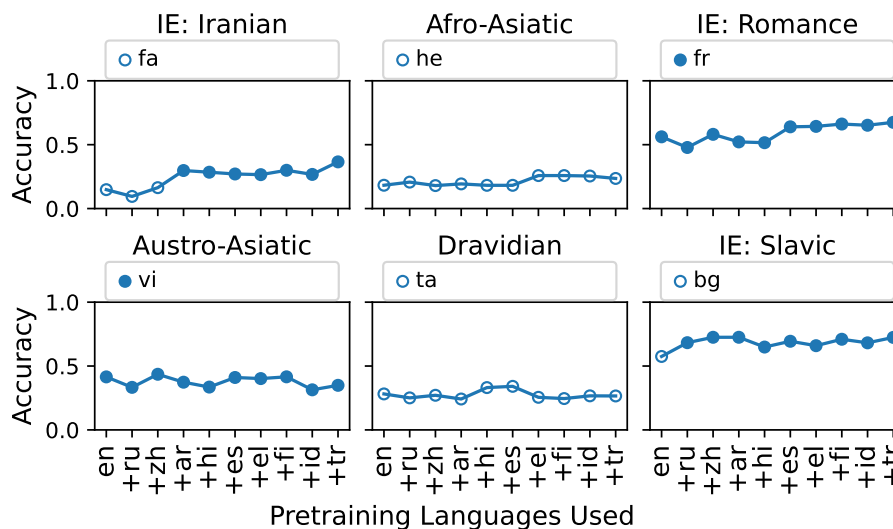 IE: Iranian
fa
Afro-Asiatic
he
IE: Romance
fr
Accuracy
1.0
0.5
0.0
Austro-Asiatic
vi
Dravidian
ta
IE: Slavic
bg
Accuracy
1.0
0.5
0.0
en +ru +zh +ar +hi +es +el +fi +id +tr
en +ru +zh +ar +hi +es +el +fi +id +tr
en +ru +zh +ar +hi +es +el +fi +id +tr
Pretraining Languages Used